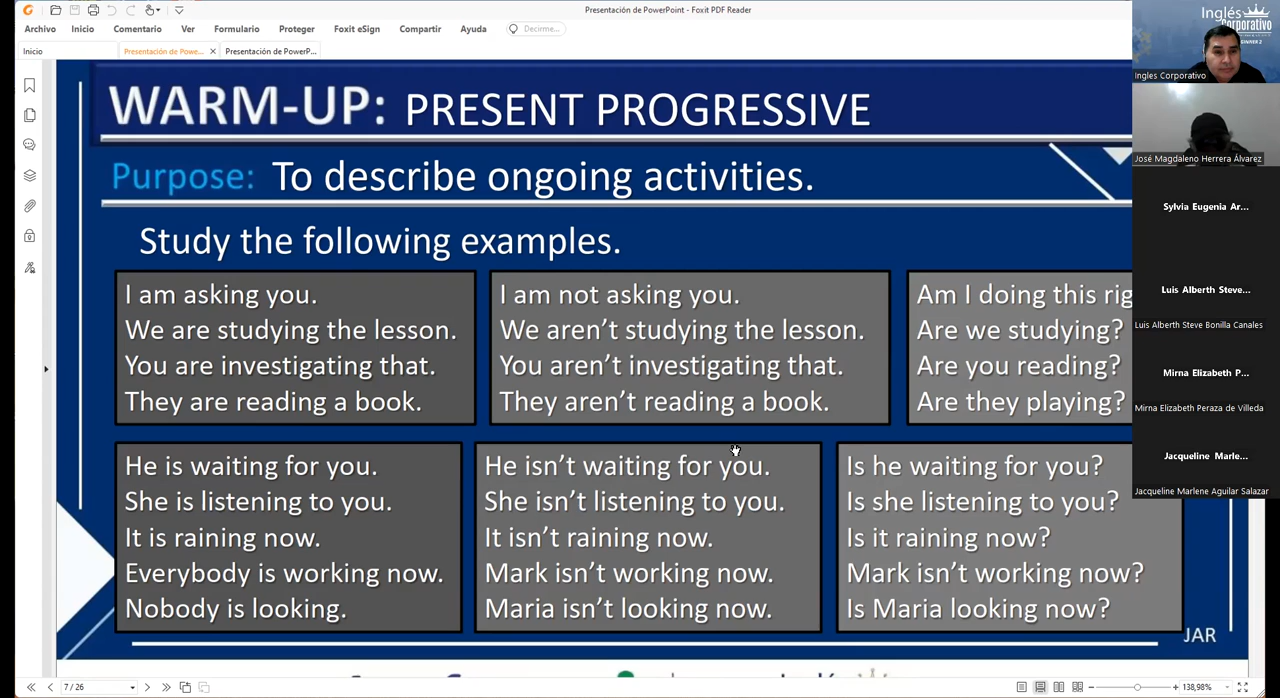 Presentación de PowerPoint - Foxit PDF Reader
Archivo Inicio Comentario Ver Formulario Proteger Foxit eSign Compartir Ayuda Decirme...
Inicio Presentación de Powe... Presentación de PowerP...
WARM-UP: PRESENT PROGRESSIVE
Purpose: To describe ongoing activities.
Study the following examples.
I am asking you.
We are studying the lesson.
You are investigating that.
They are reading a book.
I am not asking you.
We aren’t studying the lesson.
You aren’t investigating that.
They aren’t reading a book.
Am I doing this rig
Are we studying?
Are you reading?
Are they playing?
He is waiting for you.
She is listening to you.
It is raining now.
Everybody is working now.
Nobody is looking.
He isn’t waiting for you.
She isn’t listening to you.
It isn’t raining now.
Mark isn’t working now.
Maria isn’t looking now.
Is he waiting for you?
Is she listening to you?
Is it raining now?
Mark isn’t working now?
Is Maria looking now?
JAR
Inglés
Corporativo
Ingles Corporativo
José Magdaleno Herrera Álvarez
Sylvia Eugenia Ar...
Luis Alberth Steve...
Luis Alberth Steve Bonilla Canales
Mirna Elizabeth P...
Mirna Elizabeth Peraza de Villeda
Jacqueline Marle...
Jacqueline Marlene Aguilar Salazar
7 / 26
138,98%